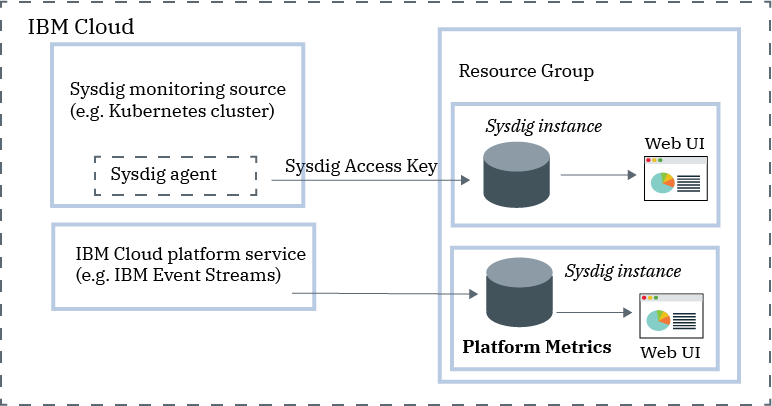 IBM Cloud
Sysdig monitoring source
(e.g. Kubernetes cluster)
Sysdig agent
Sysdig Access Key
IBM Cloud platform service
(e.g. IBM Event Streams)
Resource Group
Sysdig instance
Web UI
Sysdig instance
Platform Metrics
Web UI